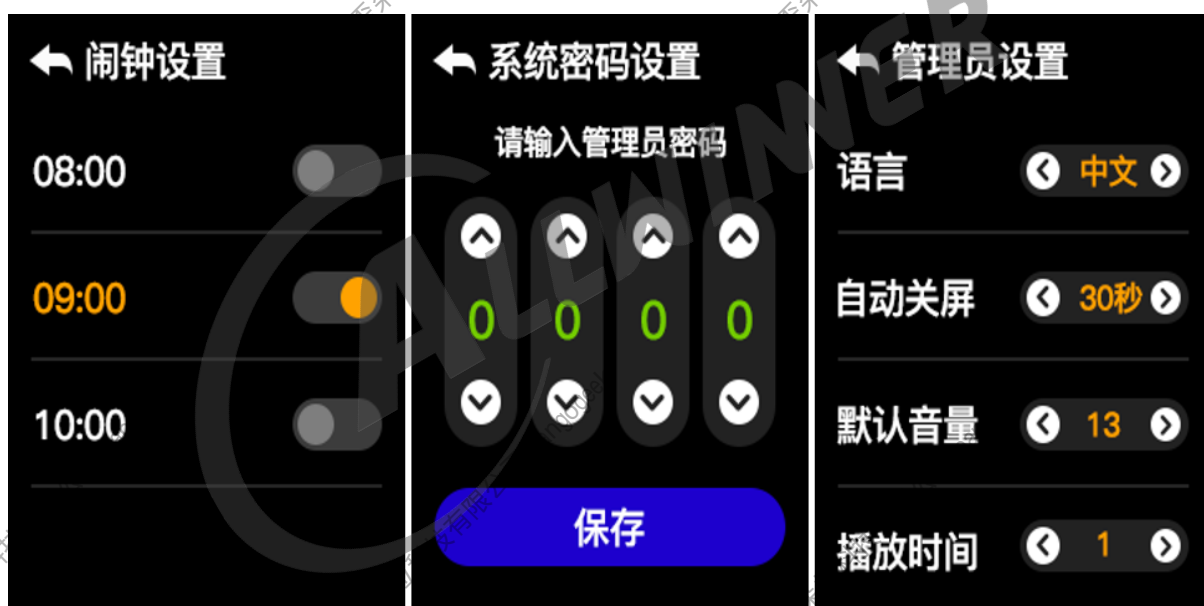 闹钟设置
08:00
09:00
10:00
系统密码设置
请输入管理员密码
0 0 0 0
保存
管理员设置
语言 中文
自动关屏 30秒
默认音量 13
播放时间 1
ALLWINNER